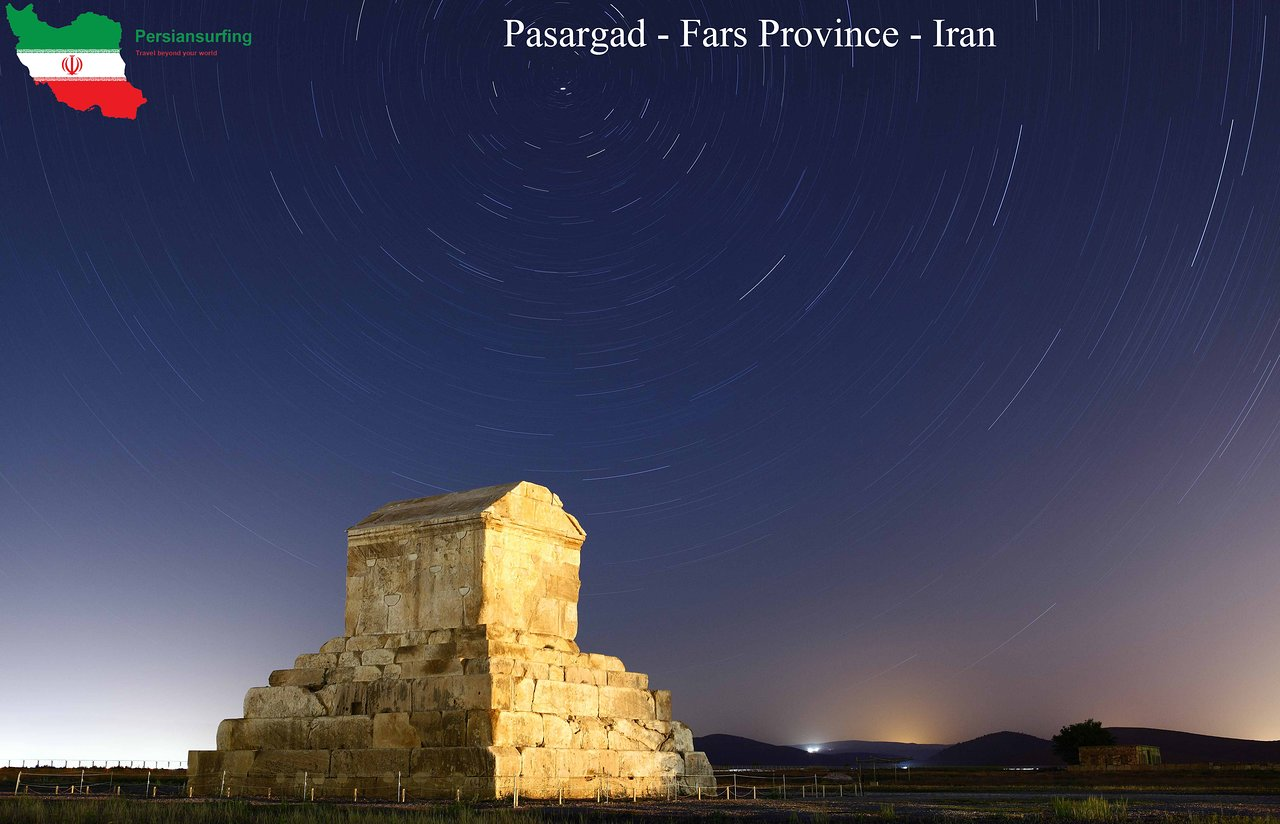 Persiansurfing
Travel beyond your world
Pasargad - Fars Province - Iran